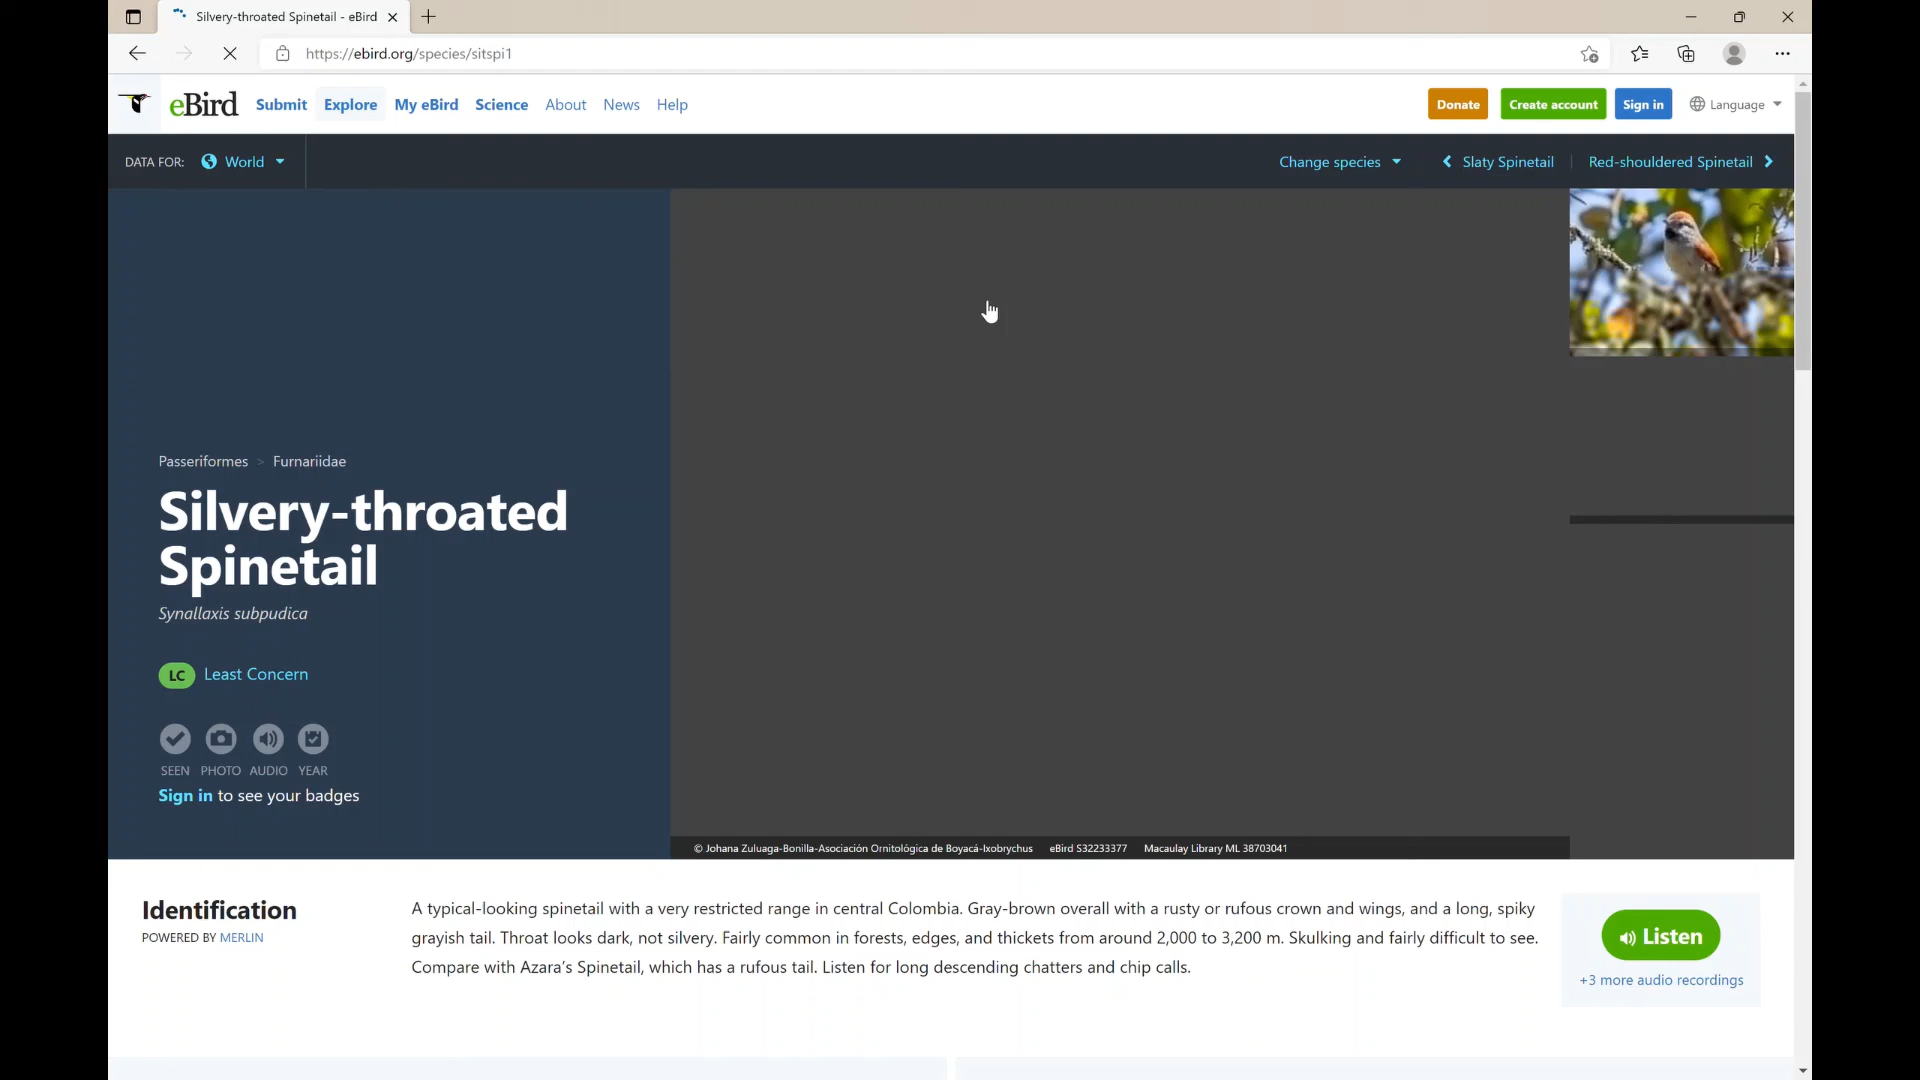 Silvery-throated Spinetail - eBird
https://ebird.org/species/sitspi1
eBird Submit Explore My eBird Science About News Help Donate Create account Sign in Language
DATA FOR: World Change species Slaty Spinetail Red-shouldered Spinetail
Passeriformes > Furnariidae
Silvery-throated
Spinetail
Synallaxis subpudica
LC Least Concern
SEEN PHOTO AUDIO YEAR
Sign in to see your badges
© Johana Zuluaga-Bonilla-Asociación Ornitológica de Boyacá-Ixobrychus eBird S32233377 Macaulay Library ML 38703041
Identification
POWERED BY MERLIN
A typical-looking spinetail with a very restricted range in central Colombia. Gray-brown overall with a rusty or rufous crown and wings, and a long, spiky
grayish tail. Throat looks dark, not silvery. Fairly common in forests, edges, and thickets from around 2,000 to 3,200 m. Skulking and fairly difficult to see.
Compare with Azara's Spinetail, which has a rufous tail. Listen for long descending chatters and chip calls.
Listen
+3 more audio recordings